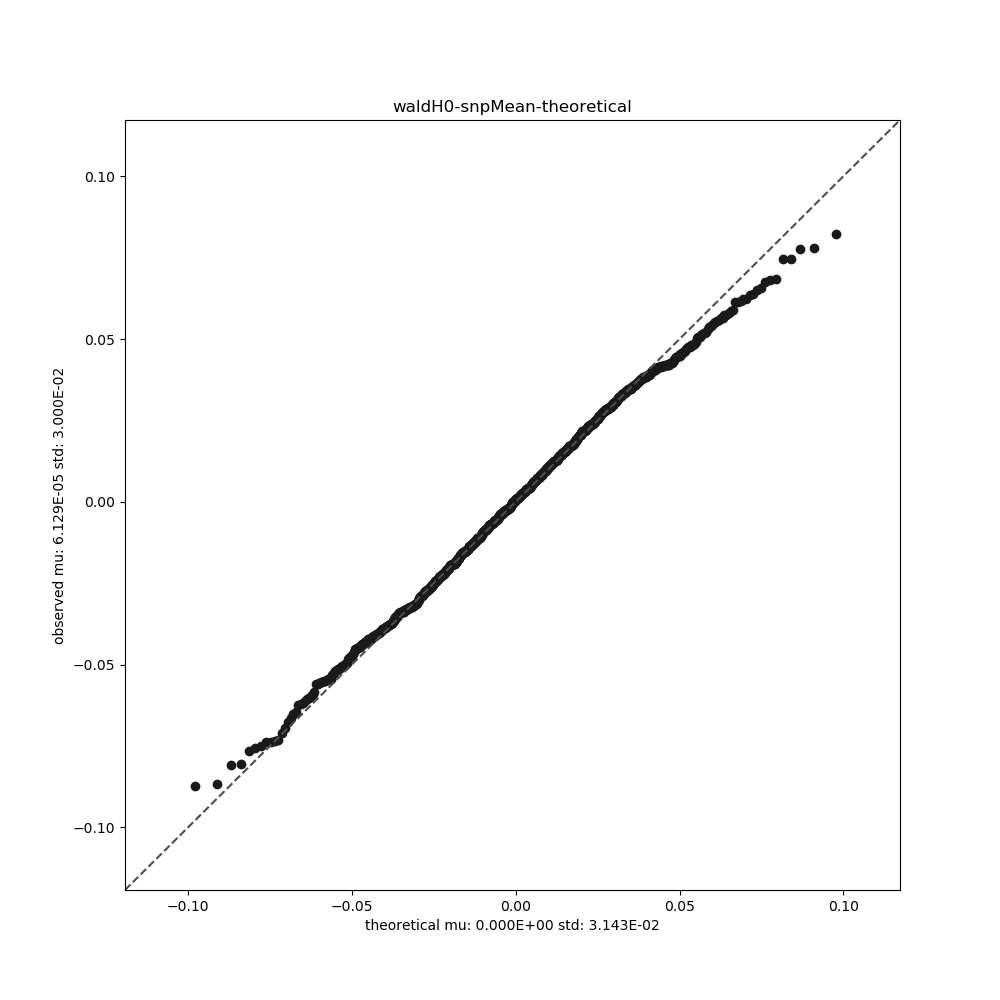 waldH0-snpMean-theoretical
0.10
0.05
0.00
−0.05
−0.10
observed mu: 6.129E-05 std: 3.000E-02
−0.10 −0.05 0.00 0.05 0.10
theoretical mu: 0.000E+00 std: 3.143E-02